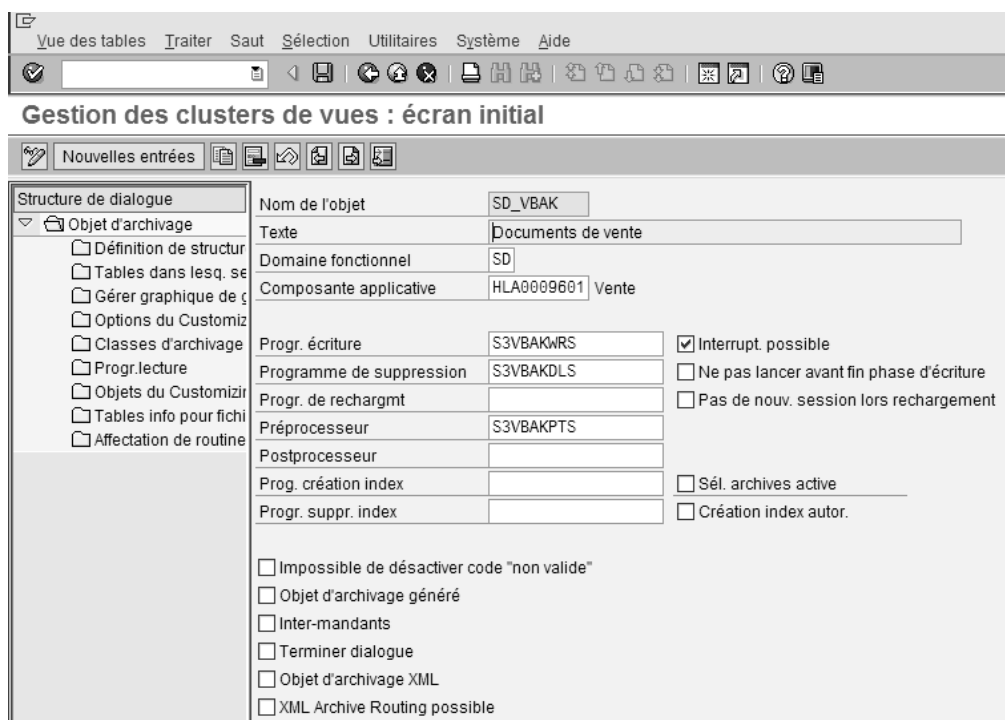 Vue des tables Traiter Saut Sélection Utilitaires Système Aide
Gestion des clusters de vues : écran initial
Nouvelles entrées
Structure de dialogue
Objet d'archivage
Définition de structur
Tables dans lesq. se
Gérer graphique de g
Options du Customiz
Classes d'archivage
Progr.lecture
Objets du Customizir
Tables info pour fichi
Affectation de routine
Nom de l'objet SD_VBAK
Texte Documents de vente
Domaine fonctionnel SD
Composante applicative HLA0009601 Vente
Progr. écriture S3VBAKWRS Interrupt. possible
Programme de suppression S3VBAKDLS Ne pas lancer avant fin phase d'écriture
Progr. de rechargmt Pas de nouv. session lors rechargement
Préprocesseur S3VBAKPTS
Postprocesseur
Prog. création index Sél. archives active
Progr. suppr. index Création index autor.
Impossible de désactiver code "non valide"
Objet d'archivage généré
Inter-mandants
Terminer dialogue
Objet d'archivage XML
XML Archive Routing possible